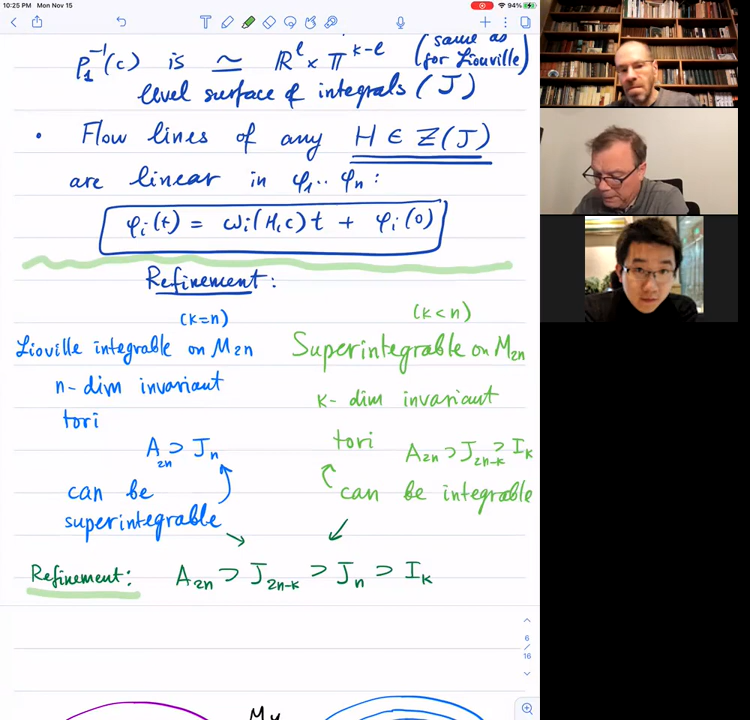 10:25 PM Mon Nov 15
94%
P₁⁻¹(c) is ≃ ℝˡ × 𝕋ᵏ⁻ˡ (same as for Liouville)
level surface of integrals (J)
• Flow lines of any H ∈ Z(J)
are linear in φ₁..φₙ :
φᵢ(t) = ωᵢ(H,c)t + φᵢ(0)
Refinement:
(k=n)
Lioville integrable on M₂ₙ
n-dim invariant
tori
A₂ₙ ⊃ Jₙ
can be
superintegrable
(k<n)
Superintegrable on M₂ₙ
k-dim invariant
tori A₂ₙ ⊃ J₂ₙ₋ₖ ⊃ Iₖ
can be integrable
Refinement: A₂ₙ ⊃ J₂ₙ₋ₖ ⊃ Jₙ ⊃ Iₖ
6
/
16